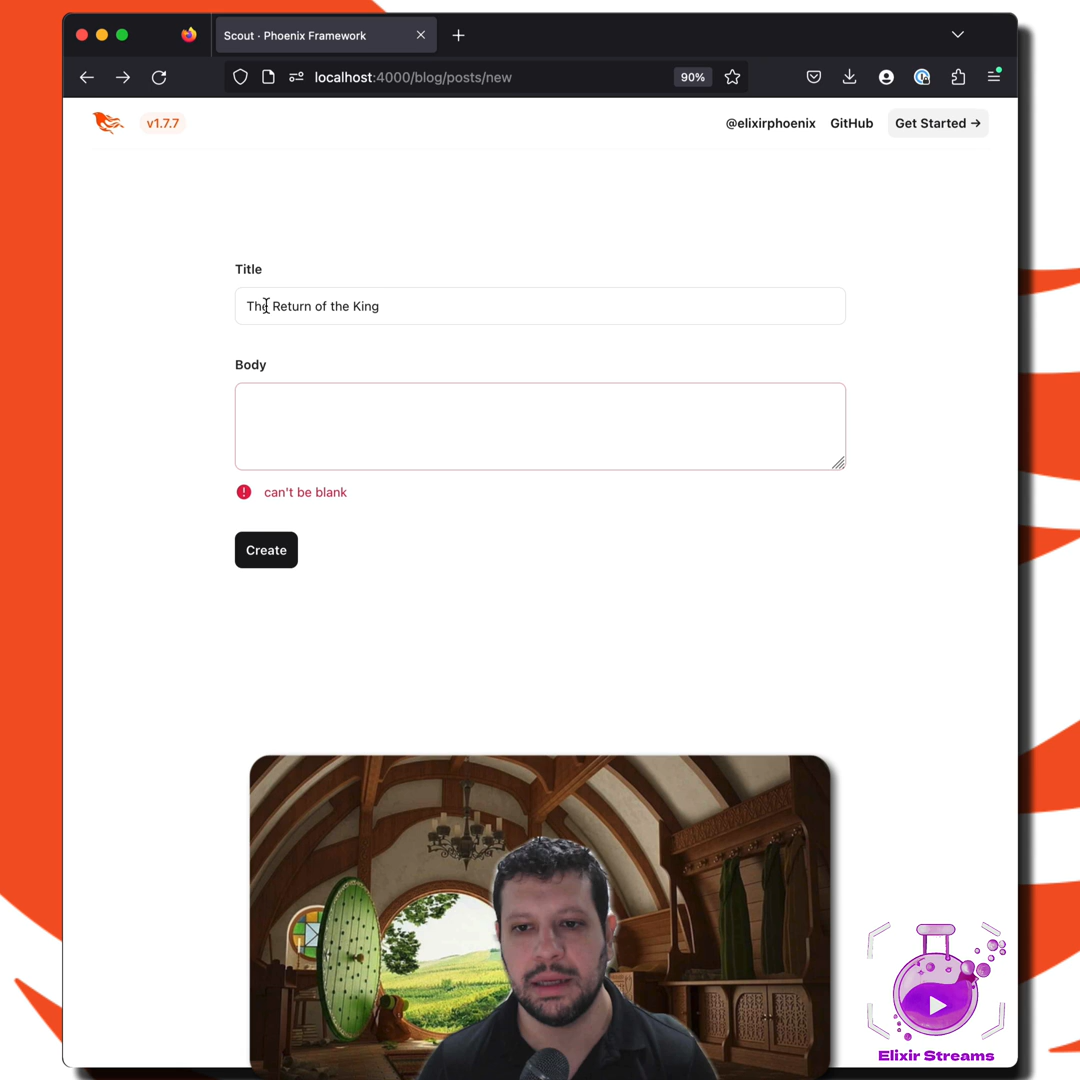 Scout · Phoenix Framework
localhost:4000/blog/posts/new
90%
v1.7.7
@elixirphoenix
GitHub
Get Started →
Title
The Return of the King
Body
can't be blank
Create
Elixir Streams